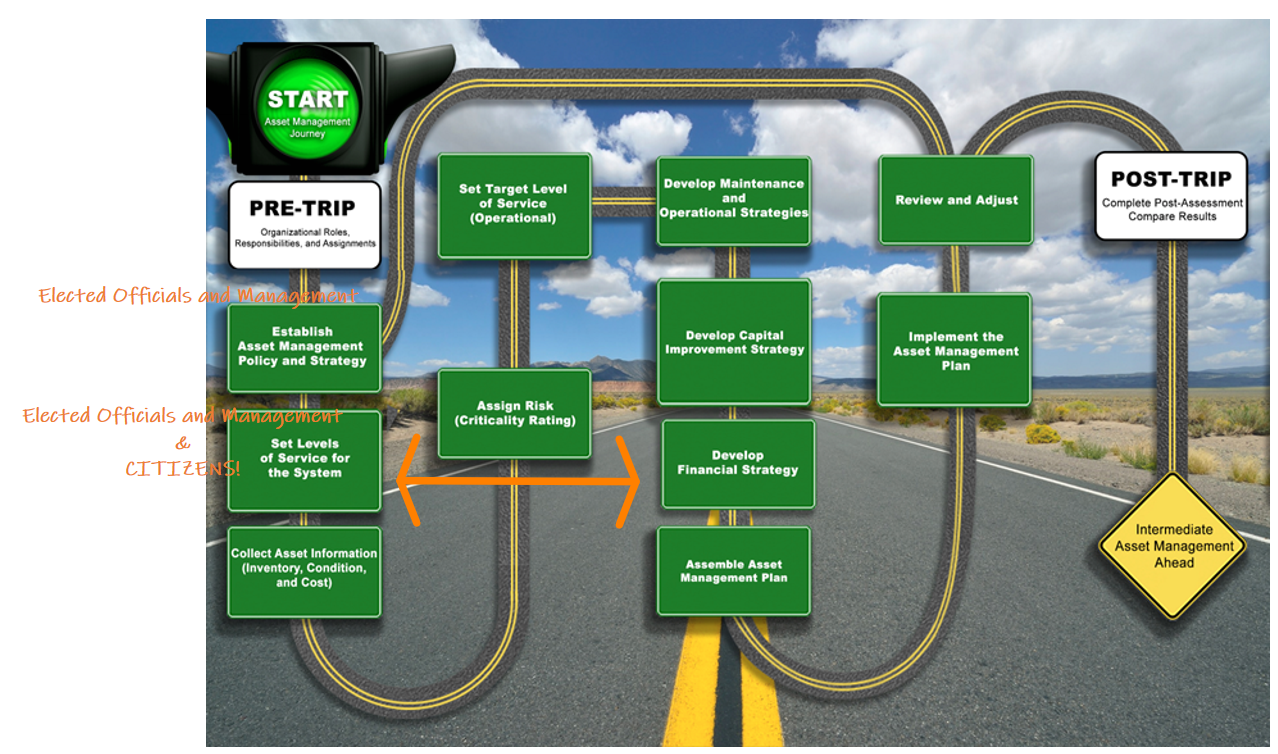 START
Asset Management
Journey
PRE-TRIP
Organizational Roles,
Responsibilities, and Assignments
Elected Officials and Management
Establish
Asset Management
Policy and Strategy
Elected Officials and Management
&
CITIZENS!
Set Levels
of Service for
the System
Collect Asset Information
(Inventory, Condition,
and Cost)
Assign Risk
(Criticality Rating)
Set Target Level
of Service
(Operational)
Develop Maintenance
and
Operational Strategies
Develop Capital
Improvement Strategy
Develop
Financial Strategy
Assemble Asset
Management Plan
Implement the
Asset Management
Plan
Review and Adjust
POST-TRIP
Complete Post-Assessment
Compare Results
Intermediate
Asset Management
Ahead